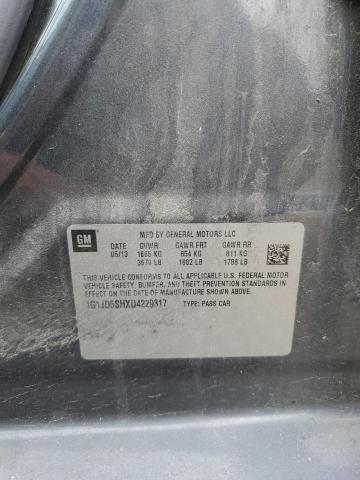 GM
MFD BY GENERAL MOTORS LLC
DATE GVWR GAWR FRT GAWR RR
05/13 1665 KG 854 KG 811 KG
3670 LB 1882 LB 1788 LB
THIS VEHICLE CONFORMS TO ALL APPLICABLE U.S. FEDERAL MOTOR
VEHICLE SAFETY, BUMPER, AND THEFT PREVENTION STANDARDS IN
EFFECT ON THE DATE OF MANUFACTURE SHOWN ABOVE.
1G1JD5SHXD4229317 TYPE: PASS CAR